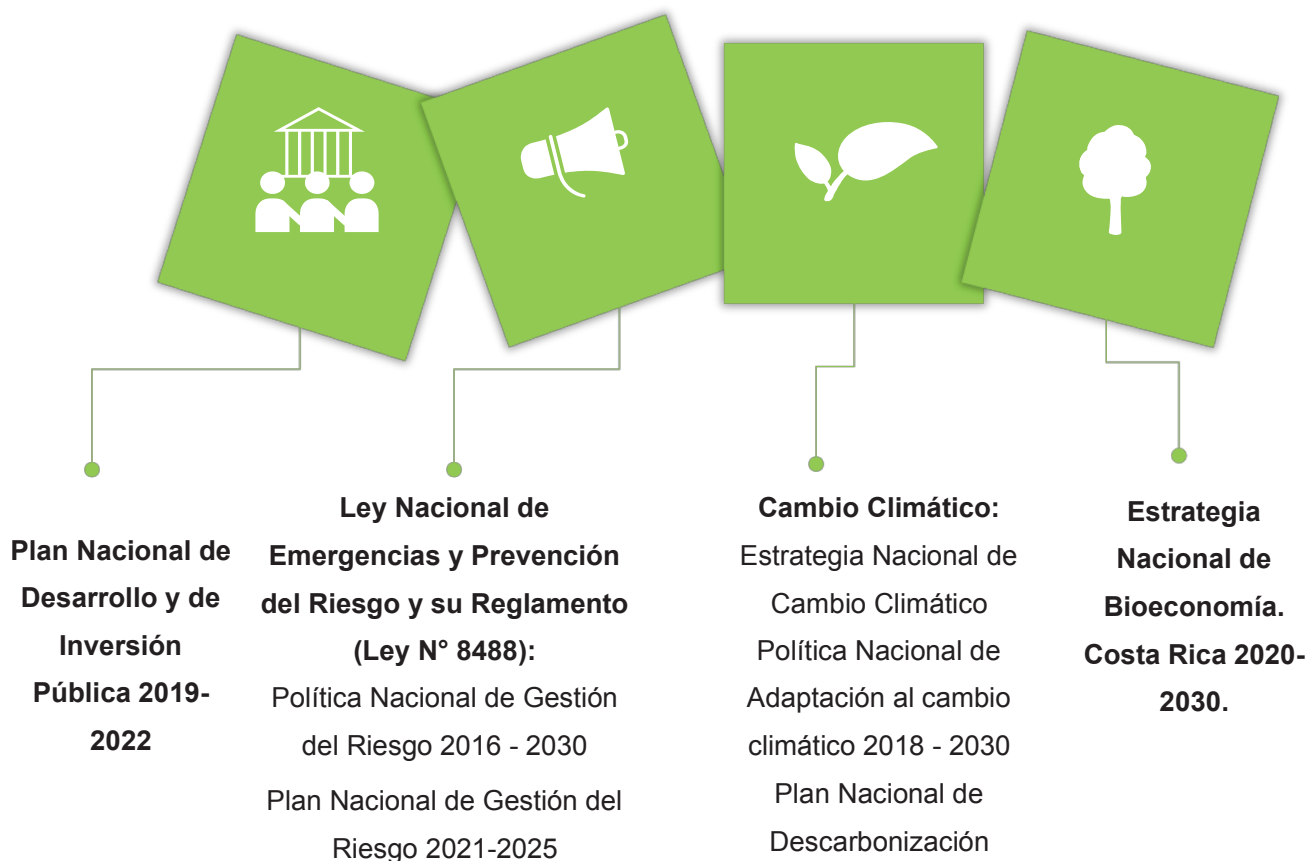 Plan Nacional de
Desarrollo y de
Inversión
Pública 2019-
2022
Ley Nacional de
Emergencias y Prevención
del Riesgo y su Reglamento
(Ley N° 8488):
Política Nacional de Gestión
del Riesgo 2016 - 2030
Plan Nacional de Gestión del
Riesgo 2021-2025
Cambio Climático:
Estrategia Nacional de
Cambio Climático
Política Nacional de
Adaptación al cambio
climático 2018 - 2030
Plan Nacional de
Descarbonización
Estrategia
Nacional de
Bioeconomía.
Costa Rica 2020-
2030.